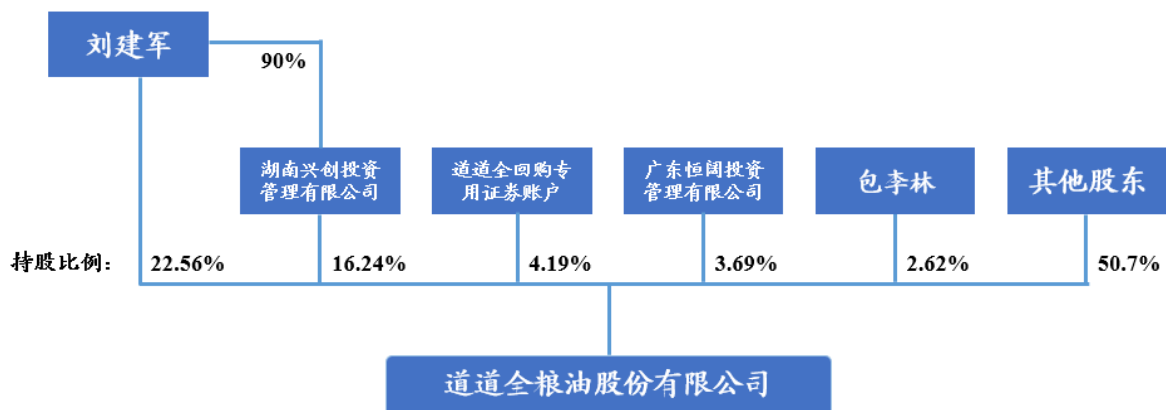 刘建军
90%
湖南兴创投资
管理有限公司
道道全回购专
用证券账户
广东恒阔投资
管理有限公司
包李林
其他股东
持股比例：
22.56%
16.24%
4.19%
3.69%
2.62%
50.7%
道道全粮油股份有限公司